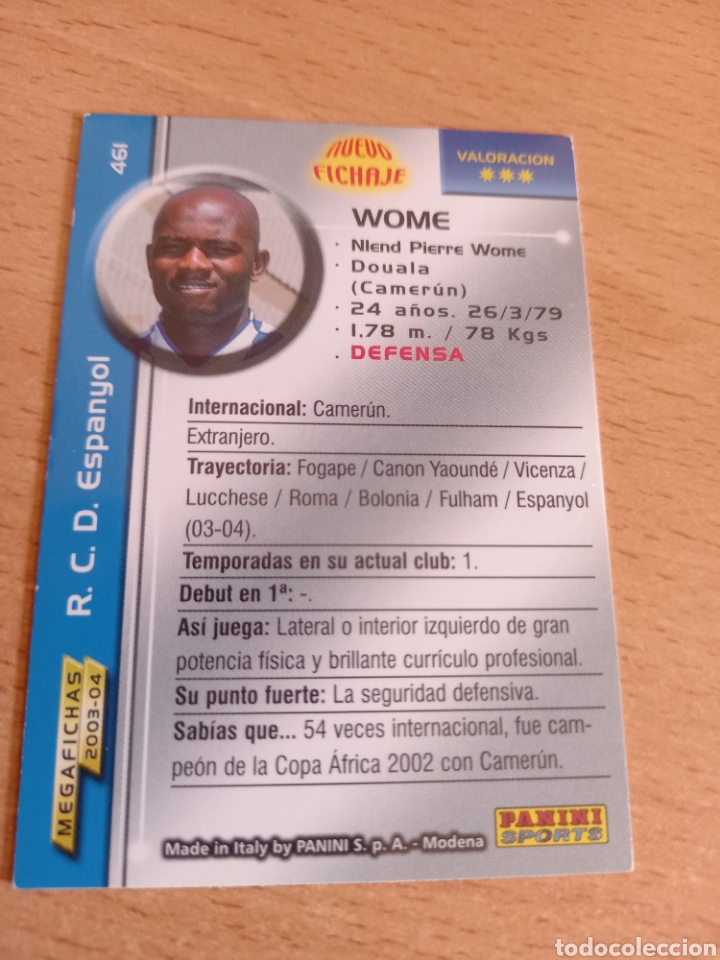 461
R. C. D. Espanyol
MEGAFICHAS
2003-04
NUEVO
FICHAJE
VALORACION
WOME
· Nlend Pierre Wome
· Douala
(Camerún)
· 24 años. 26/3/79
· 1,78 m. / 78 Kgs
. DEFENSA
Internacional: Camerún.
Extranjero.
Trayectoria: Fogape / Canon Yaoundé / Vicenza /
Lucchese / Roma / Bolonia / Fulham / Espanyol
(03-04).
Temporadas en su actual club: 1.
Debut en 1ª: -.
Así juega: Lateral o interior izquierdo de gran
potencia física y brillante currículo profesional.
Su punto fuerte: La seguridad defensiva.
Sabías que... 54 veces internacional, fue cam-
peón de la Copa África 2002 con Camerún.
Made in Italy by PANINI S. p. A. - Modena
PANINI
SPORTS
todocoleccion